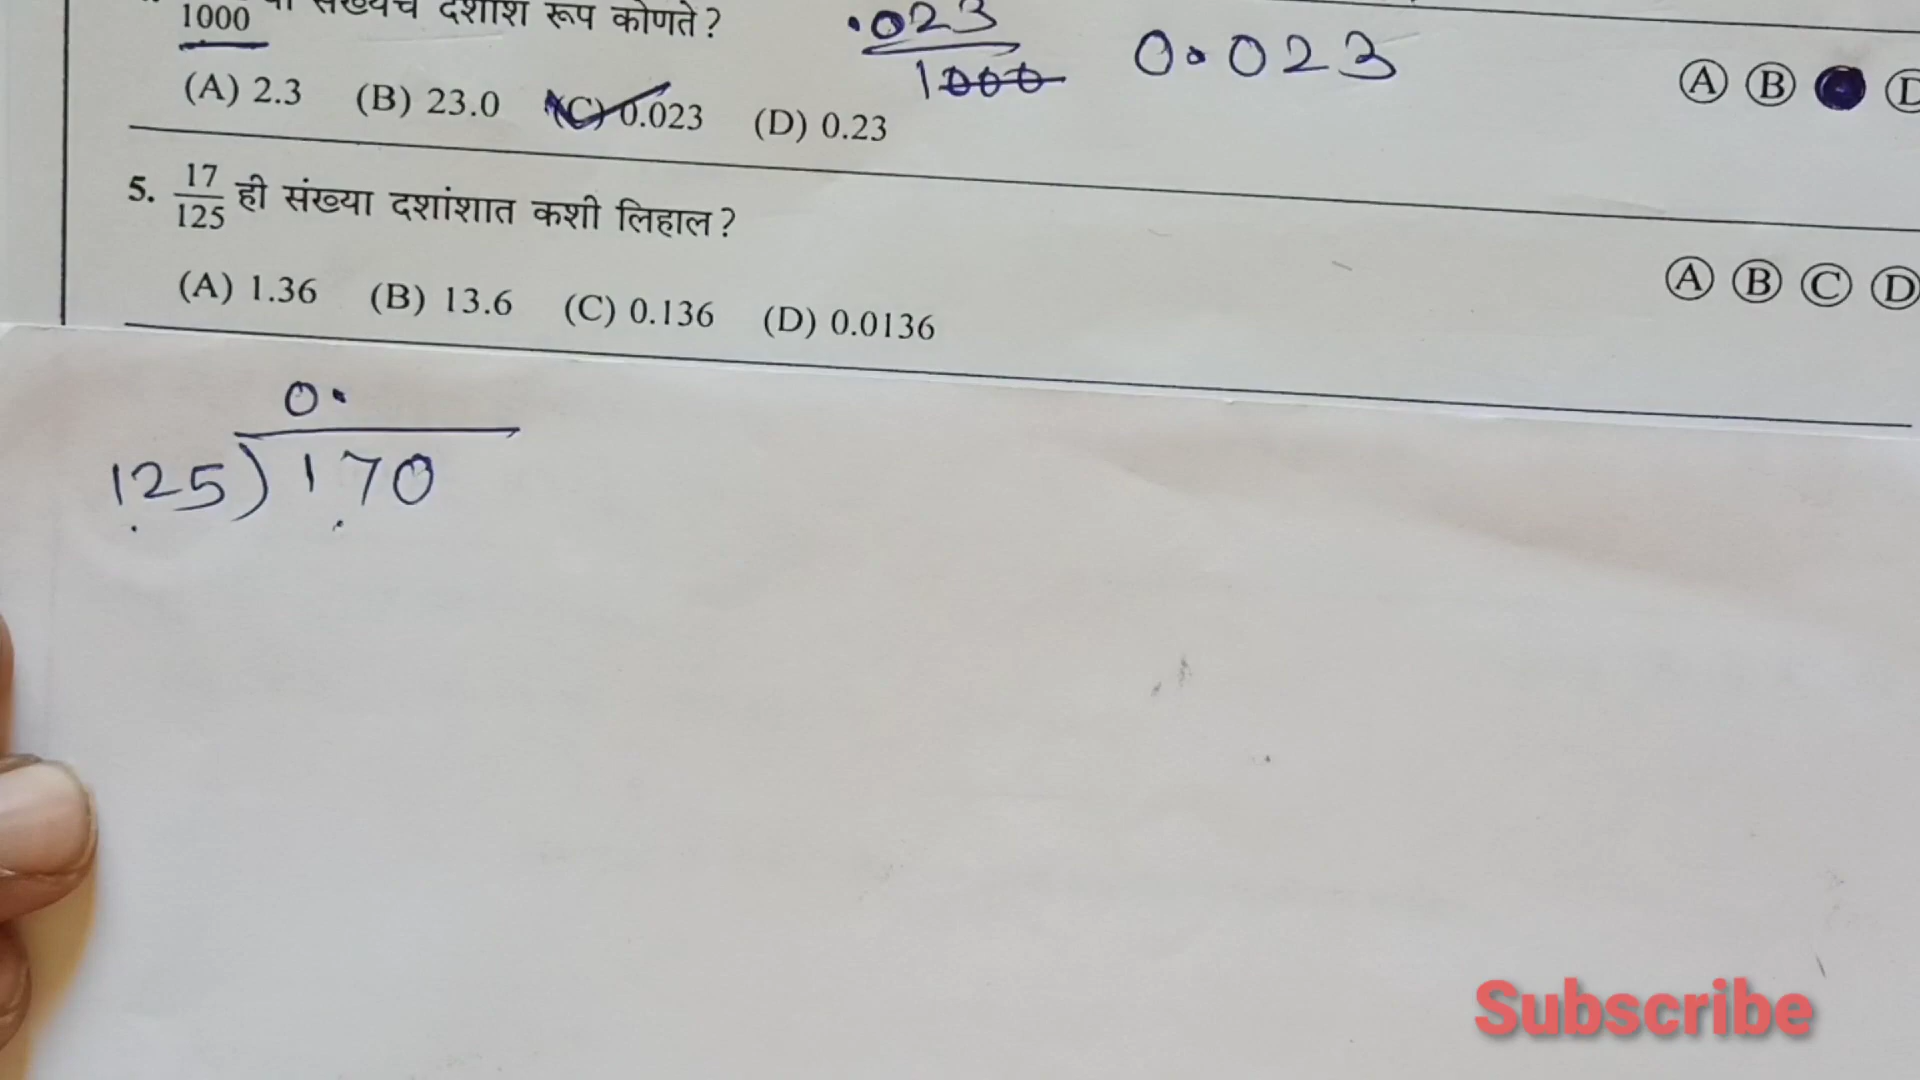 1000 संख्येचे दशांश रूप कोणते?
.023
1000
0.023
(A) 2.3 (B) 23.0 (C) 0.023 (D) 0.23
A B D
5. 17/125 ही संख्या दशांशात कशी लिहाल?
(A) 1.36 (B) 13.6 (C) 0.136 (D) 0.0136
A B C D
0.
125) 170
Subscribe